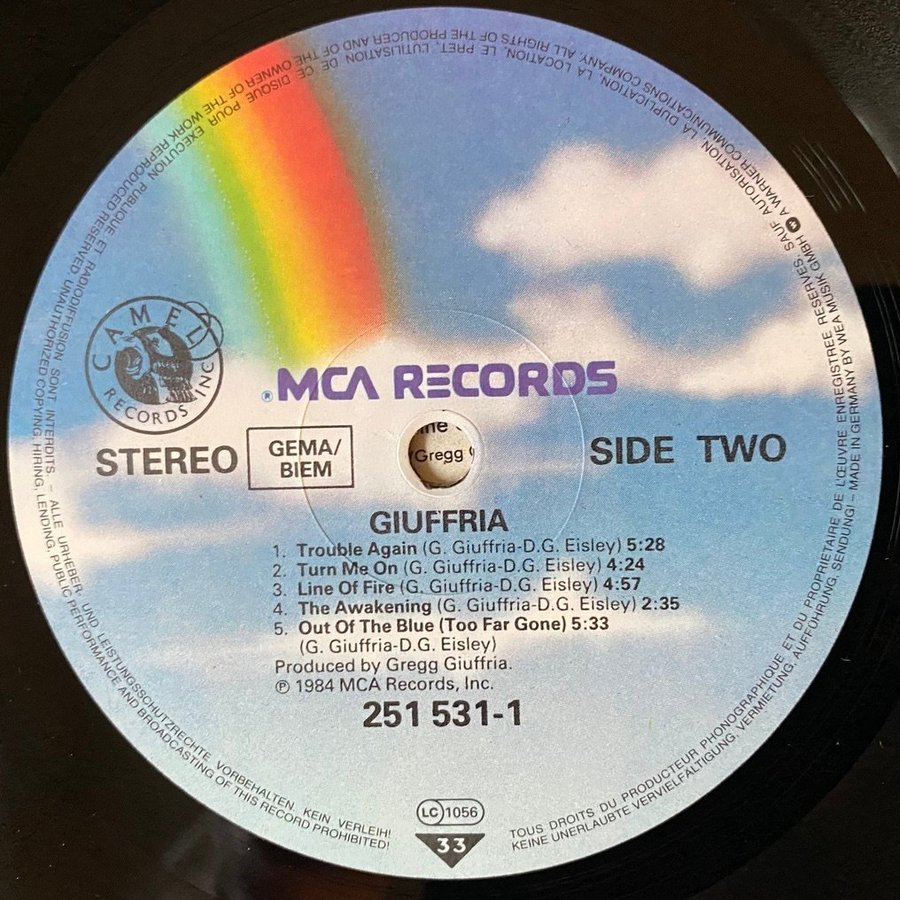 CAMEL
RECORDS INC
® MCA RECORDS
STEREO
GEMA/
BIEM
SIDE TWO
ne
Gregg
GIUFFRIA
1. Trouble Again (G. Giuffria-D.G. Eisley) 5:28
2. Turn Me On (G. Giuffria-D.G. Eisley) 4:24
3. Line Of Fire (G. Giuffria-D.G. Eisley) 4:57
4. The Awakening (G. Giuffria-D.G. Eisley) 2:35
5. Out Of The Blue (Too Far Gone) 5:33
(G. Giuffria-D.G. Eisley)
Produced by Gregg Giuffria.
℗ 1984 MCA Records, Inc.
251 531-1
LC 1056
33
TOUS DROITS DU PRODUCTEUR PHONOGRAPHIQUE ET DU PROPRIETAIRE DE L'ŒUVRE ENREGISTREE RESERVES. SAUF AUTORISATION, LA DUPLICATION, LA LOCATION, LE PRET, L'UTILISATION DE CE DISQUE POUR EXECUTION PUBLIQUE ET RADIODIFFUSION SONT INTERDITS. – ALLE URHEBER- UND LEISTUNGSSCHUTZRECHTE VORBEHALTEN. KEIN VERLEIH!
KEINE UNERLAUBTE VERVIELFÄLTIGUNG, VERMIETUNG, AUFFÜHRUNG, SENDUNG! – MADE IN GERMANY BY WEA MUSIK GMBH A WARNER COMMUNICATIONS COMPANY. ALL RIGHTS OF THE PRODUCER AND OF THE OWNER OF THE WORK REPRODUCED RESERVED. UNAUTHORIZED COPYING, HIRING, LENDING, PUBLIC PERFORMANCE AND BROADCASTING OF THIS RECORD PROHIBITED!